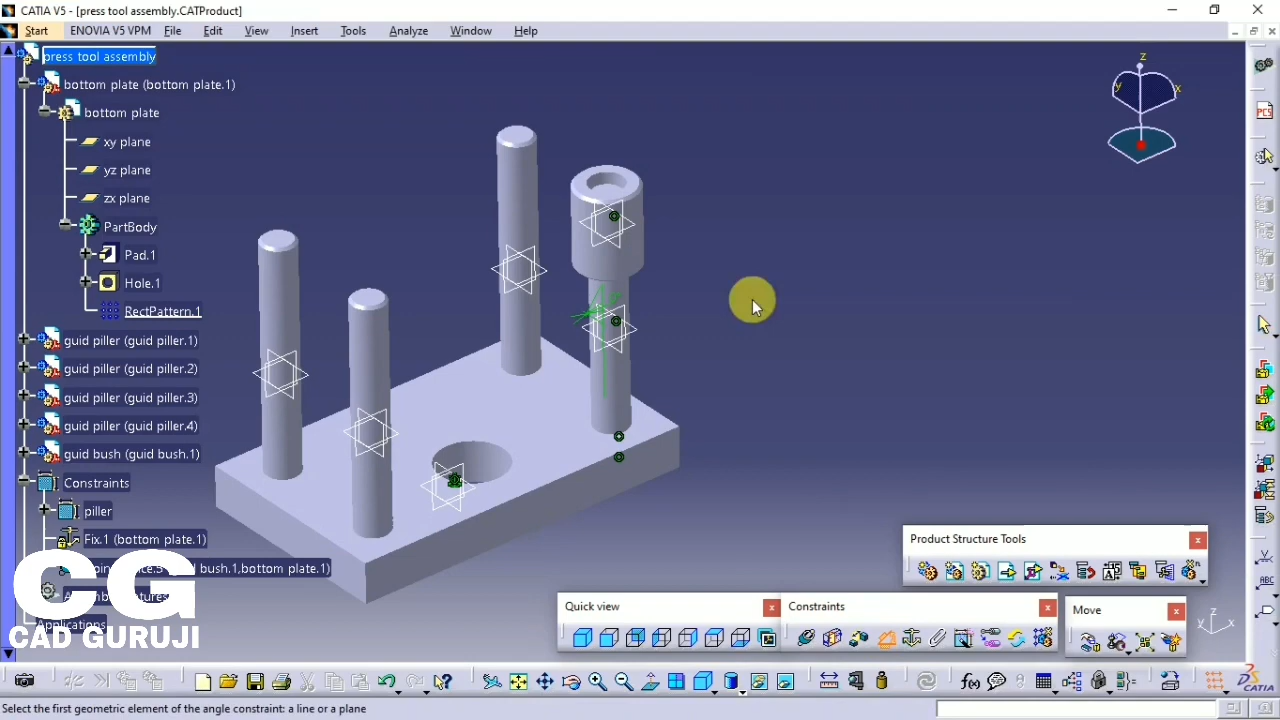 CATIA V5 - [press tool assembly.CATProduct]
Start ENOVIA V5 VPM File Edit View Insert Tools Analyze Window Help
press tool assembly
bottom plate (bottom plate.1)
bottom plate
xy plane
yz plane
zx plane
PartBody
Pad.1
Hole.1
RectPattern.1
guid piller (guid piller.1)
guid piller (guid piller.2)
guid piller (guid piller.3)
guid piller (guid piller.4)
guid bush (guid bush.1)
Constraints
piller
Fix.1 (bottom plate.1)
bush.1,bottom plate.1)
Applications
CG
CAD GURUJI
z
y
x
PCS
ABC
Product Structure Tools
Quick view
Constraints
Move
z
y x
f(x)
CATIA
Select the first geometric element of the angle constraint: a line or a plane